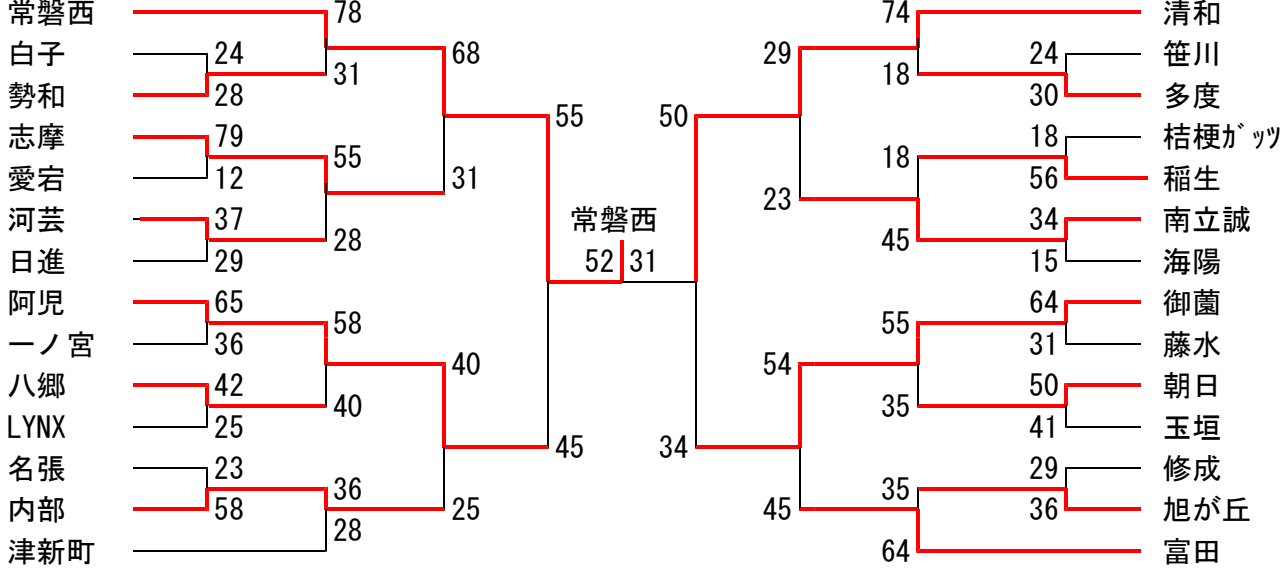 常磐西 78 74 清和
白子 24 68 29 24 笹川
勢和 28 31 18 30 多度
志摩 79 55 50 18 桔梗ｶﾞｯﾂ
愛宕 12 55 31 18 23 56 稲生
河芸 37 常磐西 34 南立誠
日進 29 28 52 31 45 15 海陽
阿児 65 58 55 64 御薗
一ノ宮 36 40 54 31 藤水
八郷 42 40 35 50 朝日
LYNX 25 45 34 41 玉垣
名張 23 36 35 29 修成
内部 58 28 25 45 36 旭が丘
津新町 64 富田